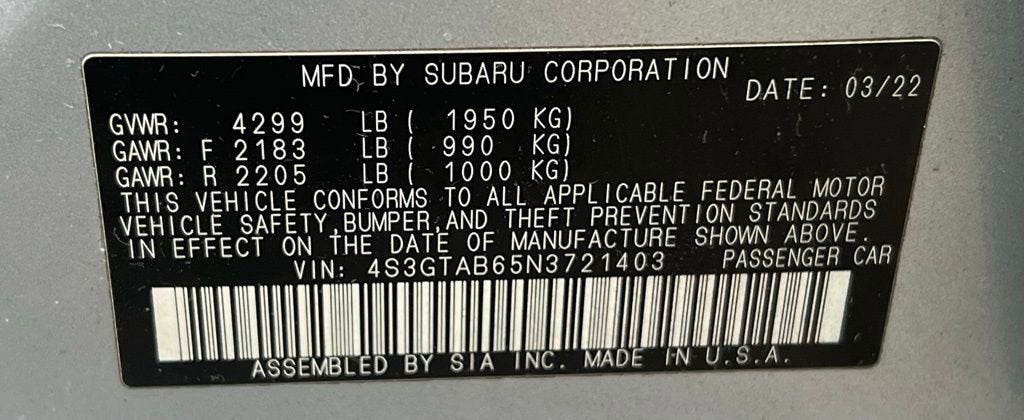 MFD BY SUBARU CORPORATION DATE: 03/22
GVWR: 4299 LB ( 1950 KG)
GAWR: F 2183 LB ( 990 KG)
GAWR: R 2205 LB ( 1000 KG)
THIS VEHICLE CONFORMS TO ALL APPLICABLE FEDERAL MOTOR
VEHICLE SAFETY,BUMPER,AND THEFT PREVENTION STANDARDS
IN EFFECT ON THE DATE OF MANUFACTURE SHOWN ABOVE.
VIN: 4S3GTAB65N3721403 PASSENGER CAR
ASSEMBLED BY SIA INC. MADE IN U.S.A.